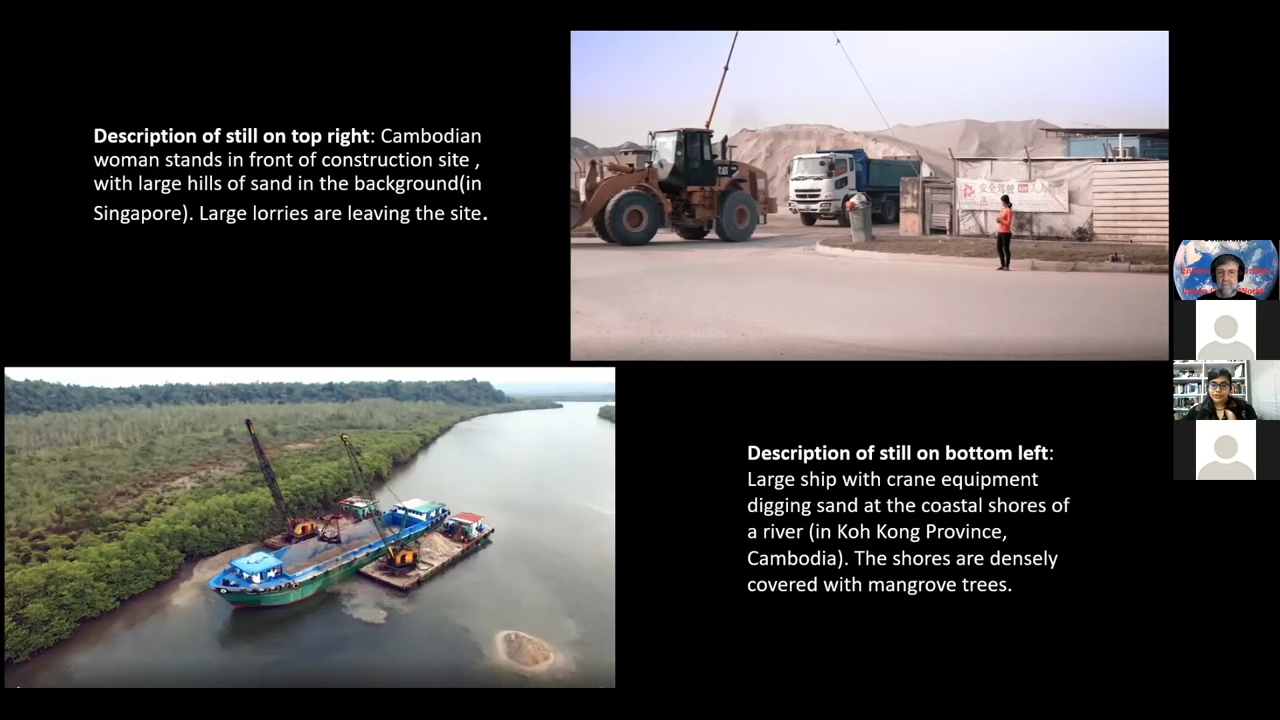 Description of still on top right: Cambodian
woman stands in front of construction site ,
with large hills of sand in the background(in
Singapore). Large lorries are leaving the site.
CAT
安全驾驶
人人
Description of still on bottom left:
Large ship with crane equipment
digging sand at the coastal shores of
a river (in Koh Kong Province,
Cambodia). The shores are densely
covered with mangrove trees.